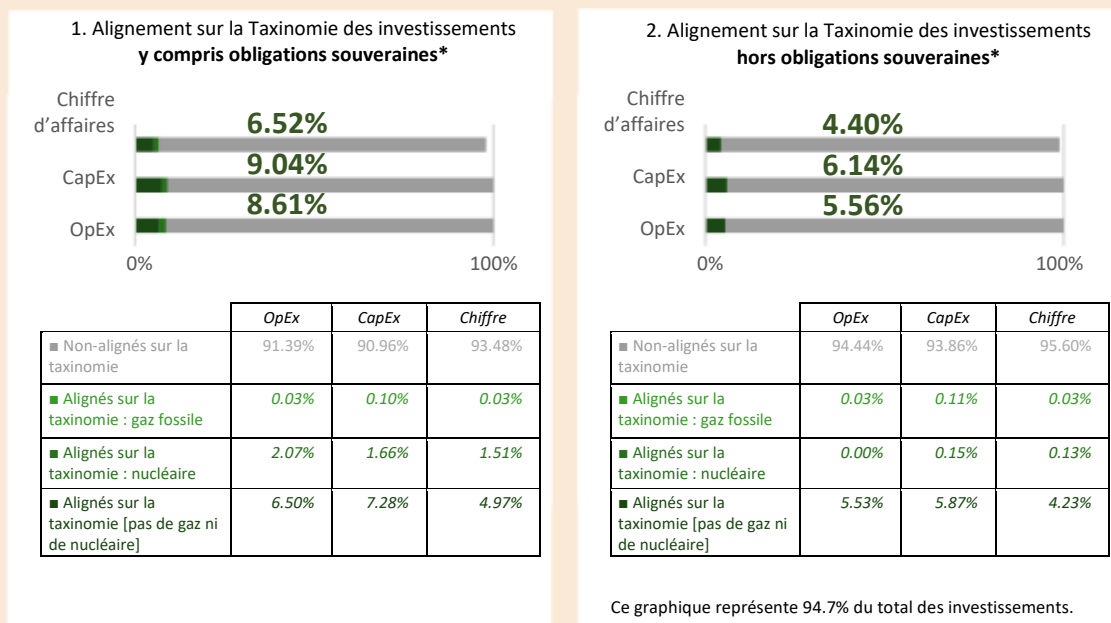 1. Alignement sur la Taxinomie des investissements
y compris obligations souveraines*
Chiffre
d'affaires
6.52%
CapEx
9.04%
OpEx
8.61%
0%
100%
OpEx CapEx Chiffre
■ Non-alignés sur la
taxinomie
91.39% 90.96% 93.48%
■ Alignés sur la
taxinomie : gaz fossile
0.03% 0.10% 0.03%
■ Alignés sur la
taxinomie : nucléaire
2.07% 1.66% 1.51%
■ Alignés sur la
taxinomie [pas de gaz ni
de nucléaire]
6.50% 7.28% 4.97%
2. Alignement sur la Taxinomie des investissements
hors obligations souveraines*
Chiffre
d'affaires
4.40%
CapEx
6.14%
OpEx
5.56%
0%
100%
OpEx CapEx Chiffre
■ Non-alignés sur la
taxinomie
94.44% 93.86% 95.60%
■ Alignés sur la
taxinomie : gaz fossile
0.03% 0.11% 0.03%
■ Alignés sur la
taxinomie : nucléaire
0.00% 0.15% 0.13%
■ Alignés sur la
taxinomie [pas de gaz ni
de nucléaire]
5.53% 5.87% 4.23%
Ce graphique représente 94.7% du total des investissements.